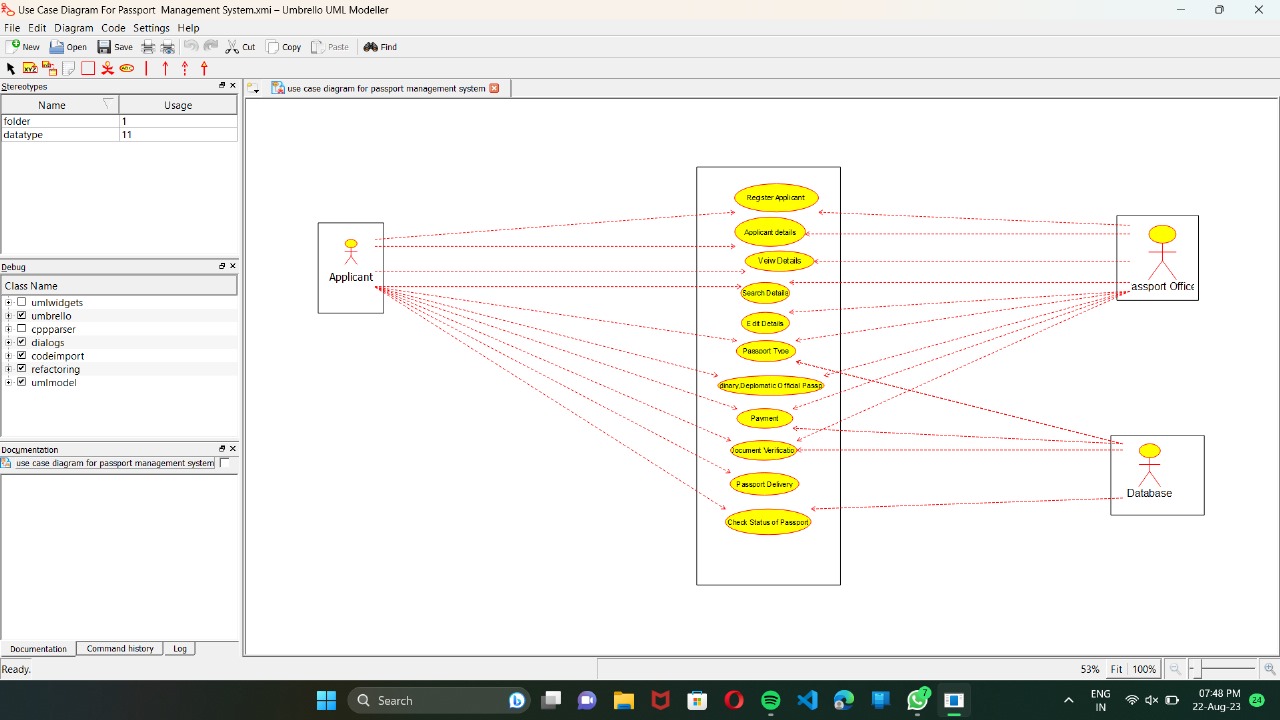 Use Case Diagram For Passport  Management System.xmi – Umbrello UML Modeller
File Edit Diagram Code Settings Help
New Open Save Cut Copy Paste Find
Stereotypes
Name Usage
folder 1
datatype 11
Debug
Class Name
umlwidgets
umbrello
cppparser
dialogs
codeimport
refactoring
umlmodel
Documentation
use case diagram for passport management system
Documentation Command history Log
Ready.
use case diagram for passport management system
Applicant
Register Applicant
Applicant details
Veiw Details
Search Details
Edit Details
Passport Type
dinary,Deplomatic Official Passp
Payment
Document Verificatio
Passport Delivery
Check Status of Passport
assport Office
Database
53% Fit 100%
Search
7
ENG
IN
07:48 PM
22-Aug-23
24